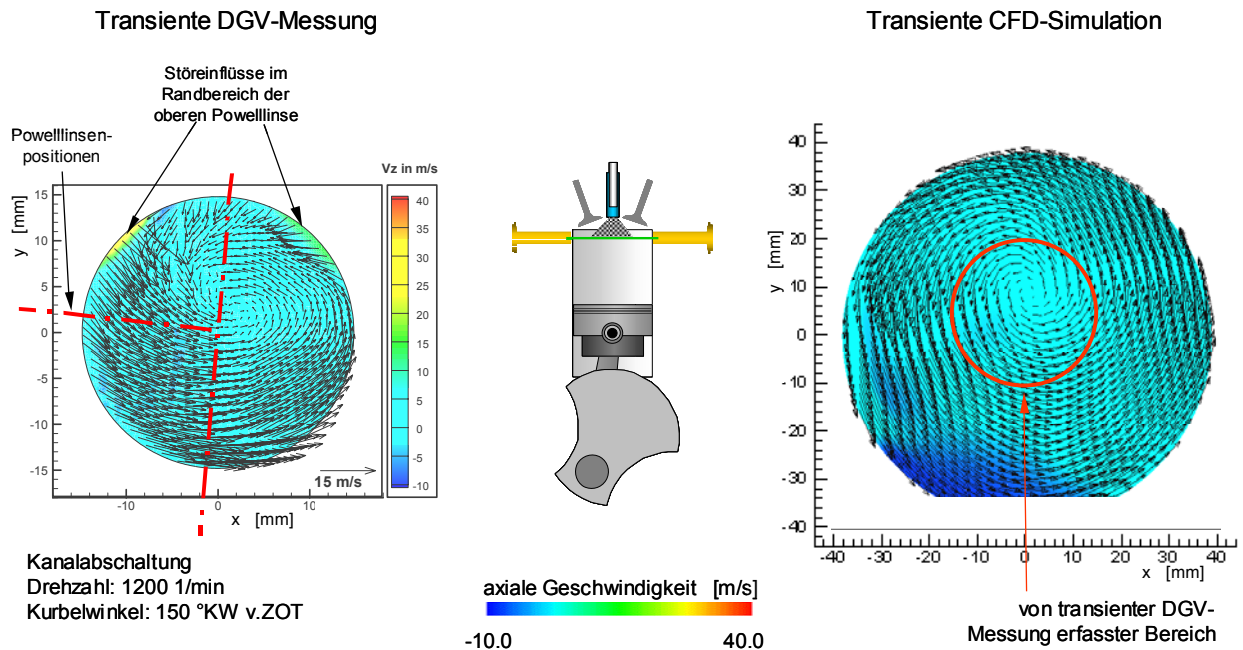 Transiente DGV-Messung
Transiente CFD-Simulation
Störeinflüsse im
Randbereich der
oberen Powelllinse
Powelllinsen-
positionen
Vz in m/s
40
35
30
25
20
15
10
5
0
-5
-10
y [mm]
15
10
5
0
-5
-10
-15
15 m/s
-10 0 10
x [mm]
y [mm]
40
30
20
10
0
-10
-20
-30
-40
-40 -30 -20 -10 0 10 20 30 40
x [mm]
Kanalabschaltung
Drehzahl: 1200 1/min
Kurbelwinkel: 150 °KW v.ZOT
axiale Geschwindigkeit [m/s]
-10.0 40.0
von transienter DGV-
Messung erfasster Bereich